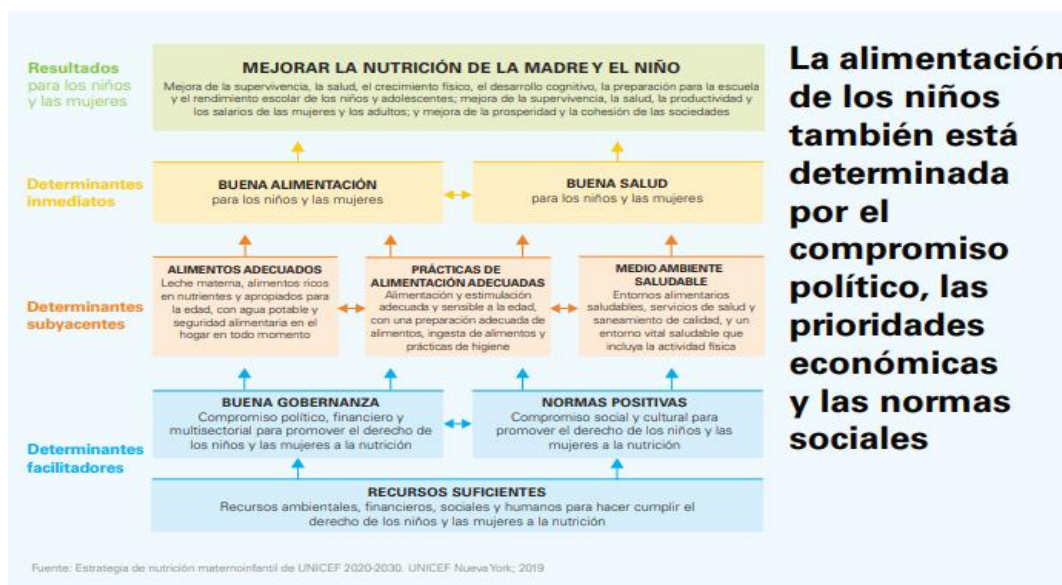 Resultados
para los niños
y las mujeres
MEJORAR LA NUTRICIÓN DE LA MADRE Y EL NIÑO
Mejora de la supervivencia, la salud, el crecimiento físico, el desarrollo cognitivo, la preparación para la escuela
y el rendimiento escolar de los niños y adolescentes; mejora de la supervivencia, la salud, la productividad y
los salarios de las mujeres y los adultos; y mejora de la prosperidad y la cohesión de las sociedades
Determinantes
inmediatos
BUENA ALIMENTACIÓN
para los niños y las mujeres
BUENA SALUD
para los niños y las mujeres
Determinantes
subyacentes
ALIMENTOS ADECUADOS
Leche materna, alimentos ricos
en nutrientes y apropiados para
la edad, con agua potable y
seguridad alimentaria en el
hogar en todo momento
PRÁCTICAS DE
ALIMENTACIÓN ADECUADAS
Alimentación y estimulación
adecuada y sensible a la edad,
con una preparación adecuada de
alimentos, ingesta de alimentos y
prácticas de higiene
MEDIO AMBIENTE
SALUDABLE
Entornos alimentarios
saludables, servicios de salud y
saneamiento de calidad, y un
entorno vital saludable que
incluya la actividad física
Determinantes
facilitadores
BUENA GOBERNANZA
Compromiso político, financiero y
multisectorial para promover el derecho de
los niños y las mujeres a la nutrición
NORMAS POSITIVAS
Compromiso social y cultural para
promover el derecho de los niños y las
mujeres a la nutrición
RECURSOS SUFICIENTES
Recursos ambientales, financieros, sociales y humanos para hacer cumplir el
derecho de los niños y las mujeres a la nutrición
La alimentación
de los niños
también está
determinada
por el
compromiso
político, las
prioridades
económicas
y las normas
sociales
Fuente: Estrategia de nutrición maternoinfantil de UNICEF 2020-2030. UNICEF Nueva York; 2019